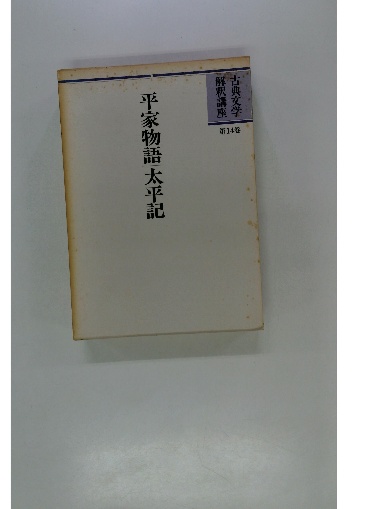 古典文学
解釈講座
第14巻
平家物語 太平記